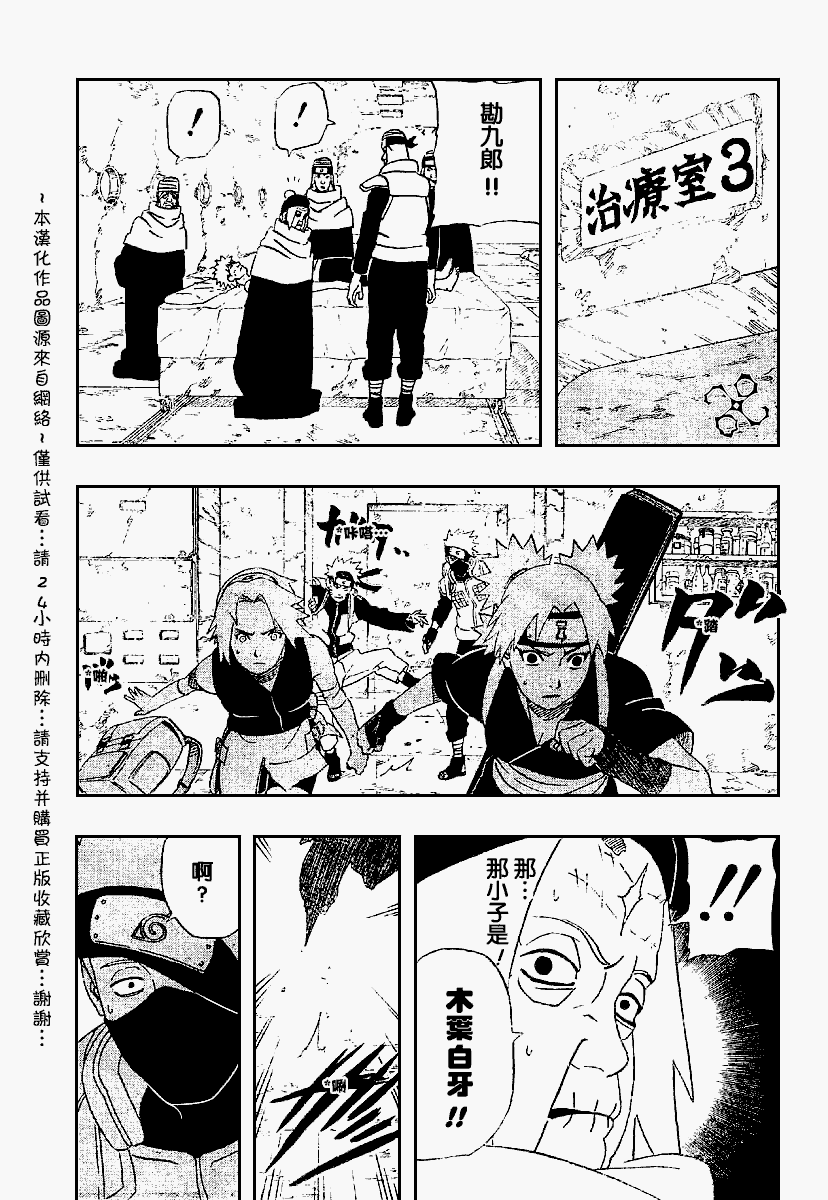 治療室3
勘九郎!!
!
!
*咔嗒…
*踏
*啪
!!
那…
那小子是!
木葉白牙!!
*唰
啊?
~本漢化作品圖源來自網絡~僅供試看…請24小時內刪除…請支持并購買正版收藏欣賞…謝謝…